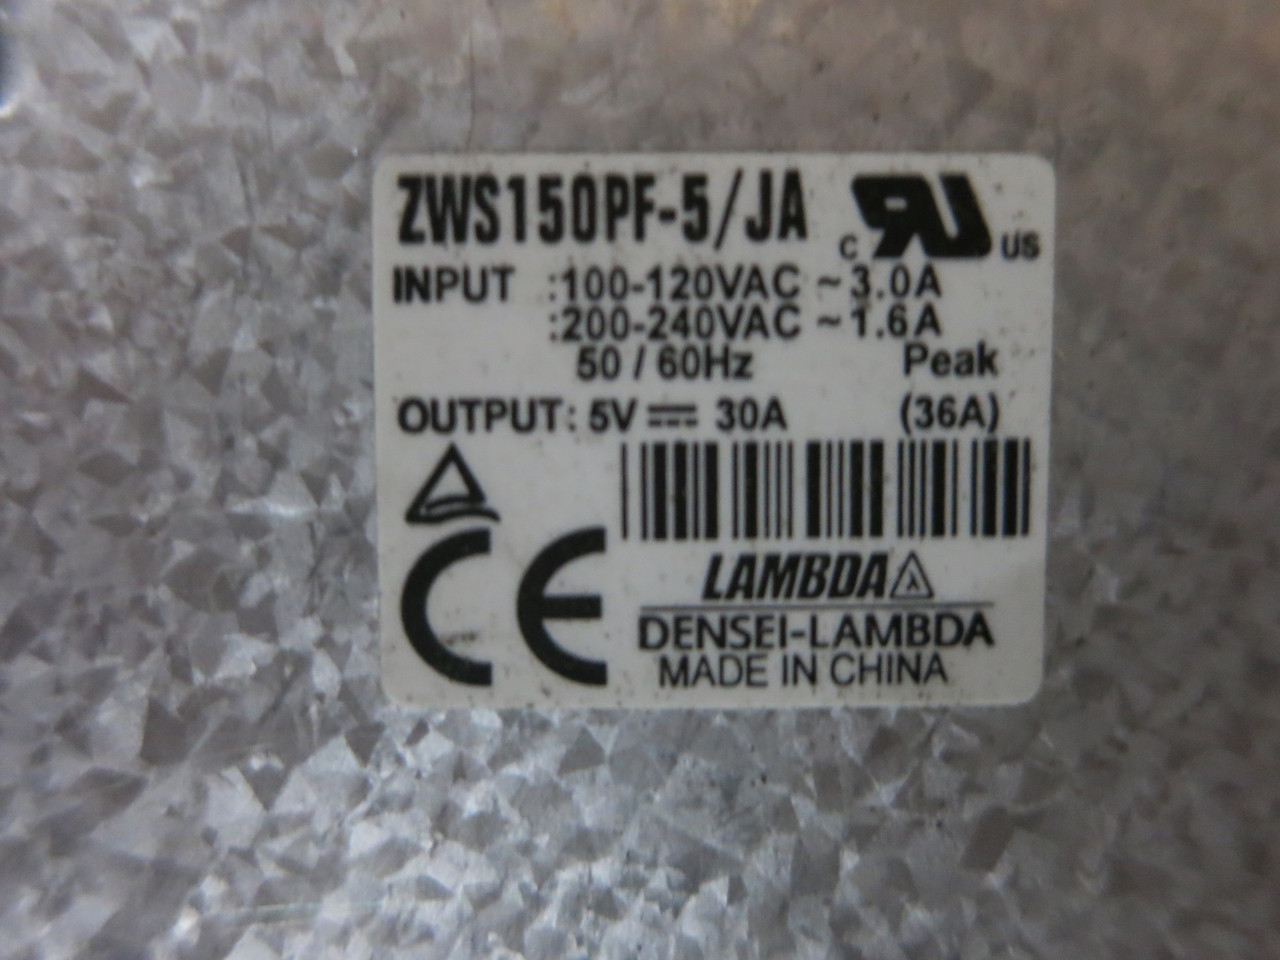 ZWS150PF-5/JA
c RU US
INPUT :100-120VAC ~ 3.0A
:200-240VAC ~ 1.6A
50 / 60Hz Peak
OUTPUT: 5V ⎓ 30A (36A)
CE
LAMBDA
DENSEI-LAMBDA
MADE IN CHINA